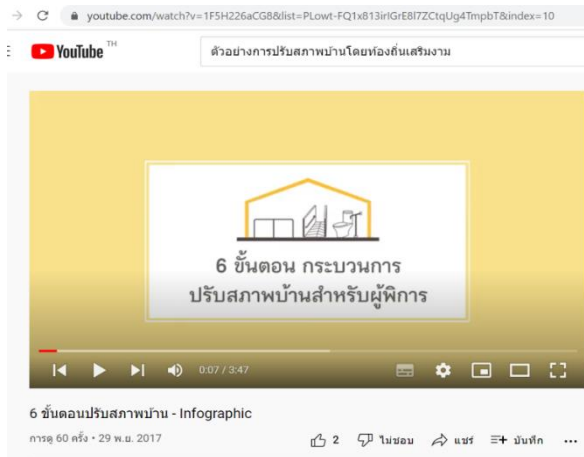 youtube.com/watch?v=1F5H226aCG8&list=PLowt-FQ1x813irIGrE8l7ZCtqUg4TmpbT&index=10
YouTube TH
ตัวอย่างการปรับสภาพบ้านโดยท้องถิ่นเสริมงาม
6 ขั้นตอน กระบวนการ
ปรับสภาพบ้านสำหรับผู้พิการ
0:07 / 3:47
6 ขั้นตอนปรับสภาพบ้าน - Infographic
การดู 60 ครั้ง • 29 พ.ย. 2017
2 ไม่ชอบ แชร์ บันทึก ...